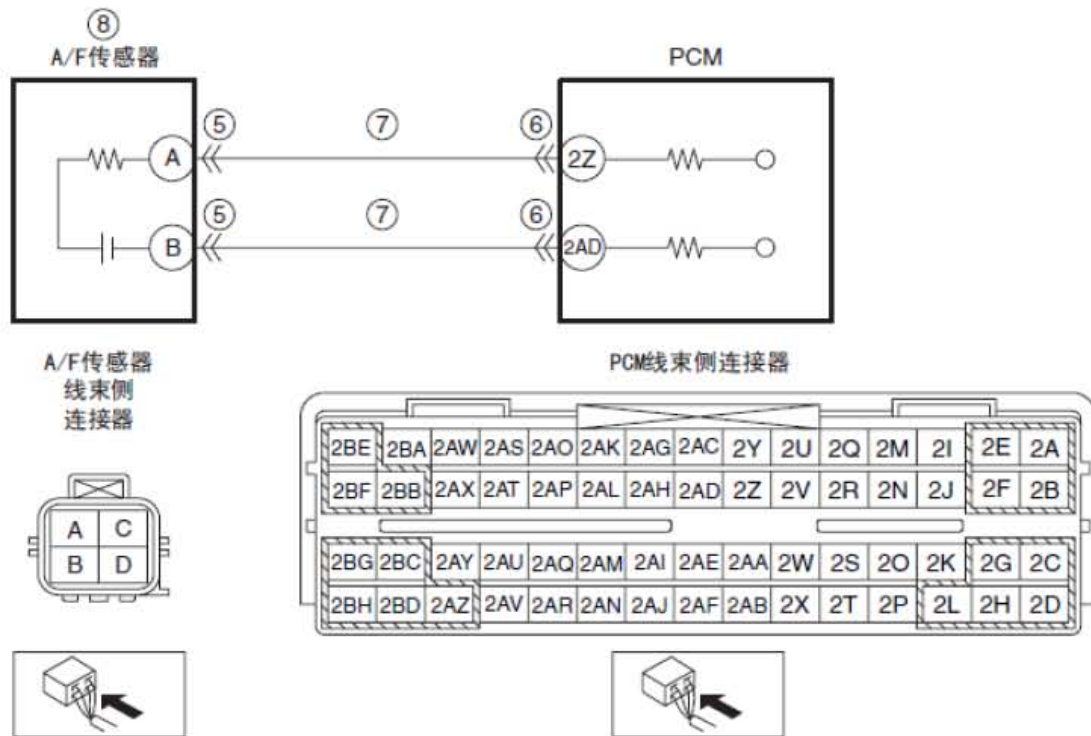 ⑧
A/F传感器
PCM
⑤ ⑦ ⑥
A 2Z
⑤ ⑦ ⑥
B 2AD
A/F传感器
线束侧
连接器
PCM线束侧连接器
A C
B D
2BE 2BA 2AW 2AS 2AO 2AK 2AG 2AC 2Y 2U 2Q 2M 2I 2E 2A
2BF 2BB 2AX 2AT 2AP 2AL 2AH 2AD 2Z 2V 2R 2N 2J 2F 2B
2BG 2BC 2AY 2AU 2AQ 2AM 2AI 2AE 2AA 2W 2S 2O 2K 2G 2C
2BH 2BD 2AZ 2AV 2AR 2AN 2AJ 2AF 2AB 2X 2T 2P 2L 2H 2D